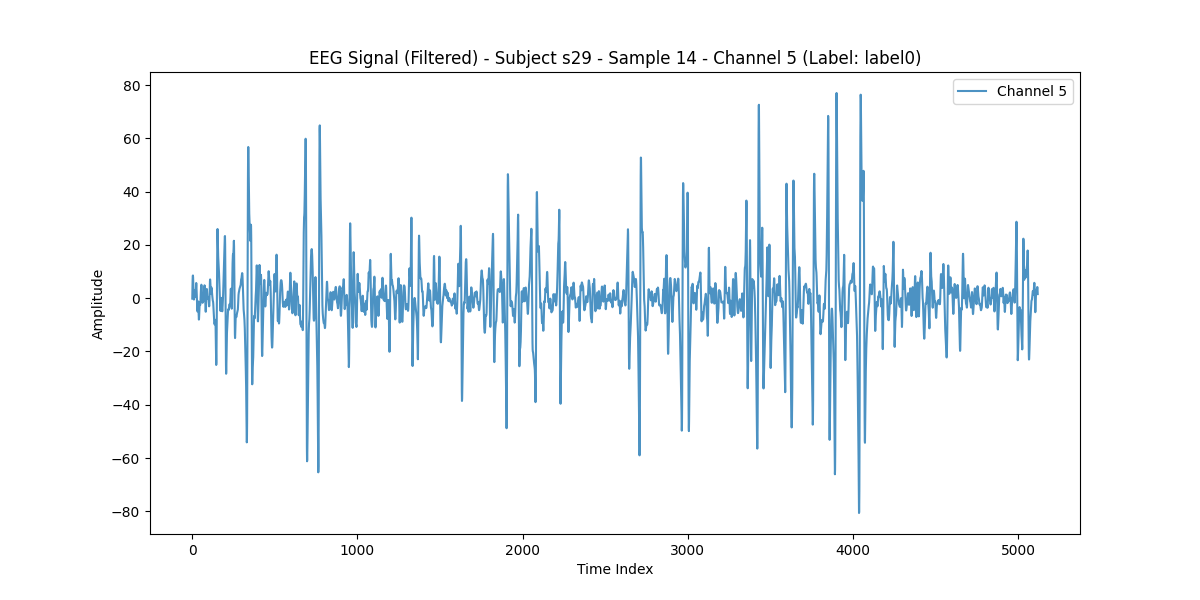 EEG Signal (Filtered) - Subject s29 - Sample 14 - Channel 5 (Label: label0)
Channel 5
80
60
40
20
0
−20
−40
−60
−80
Amplitude
0 1000 2000 3000 4000 5000
Time Index